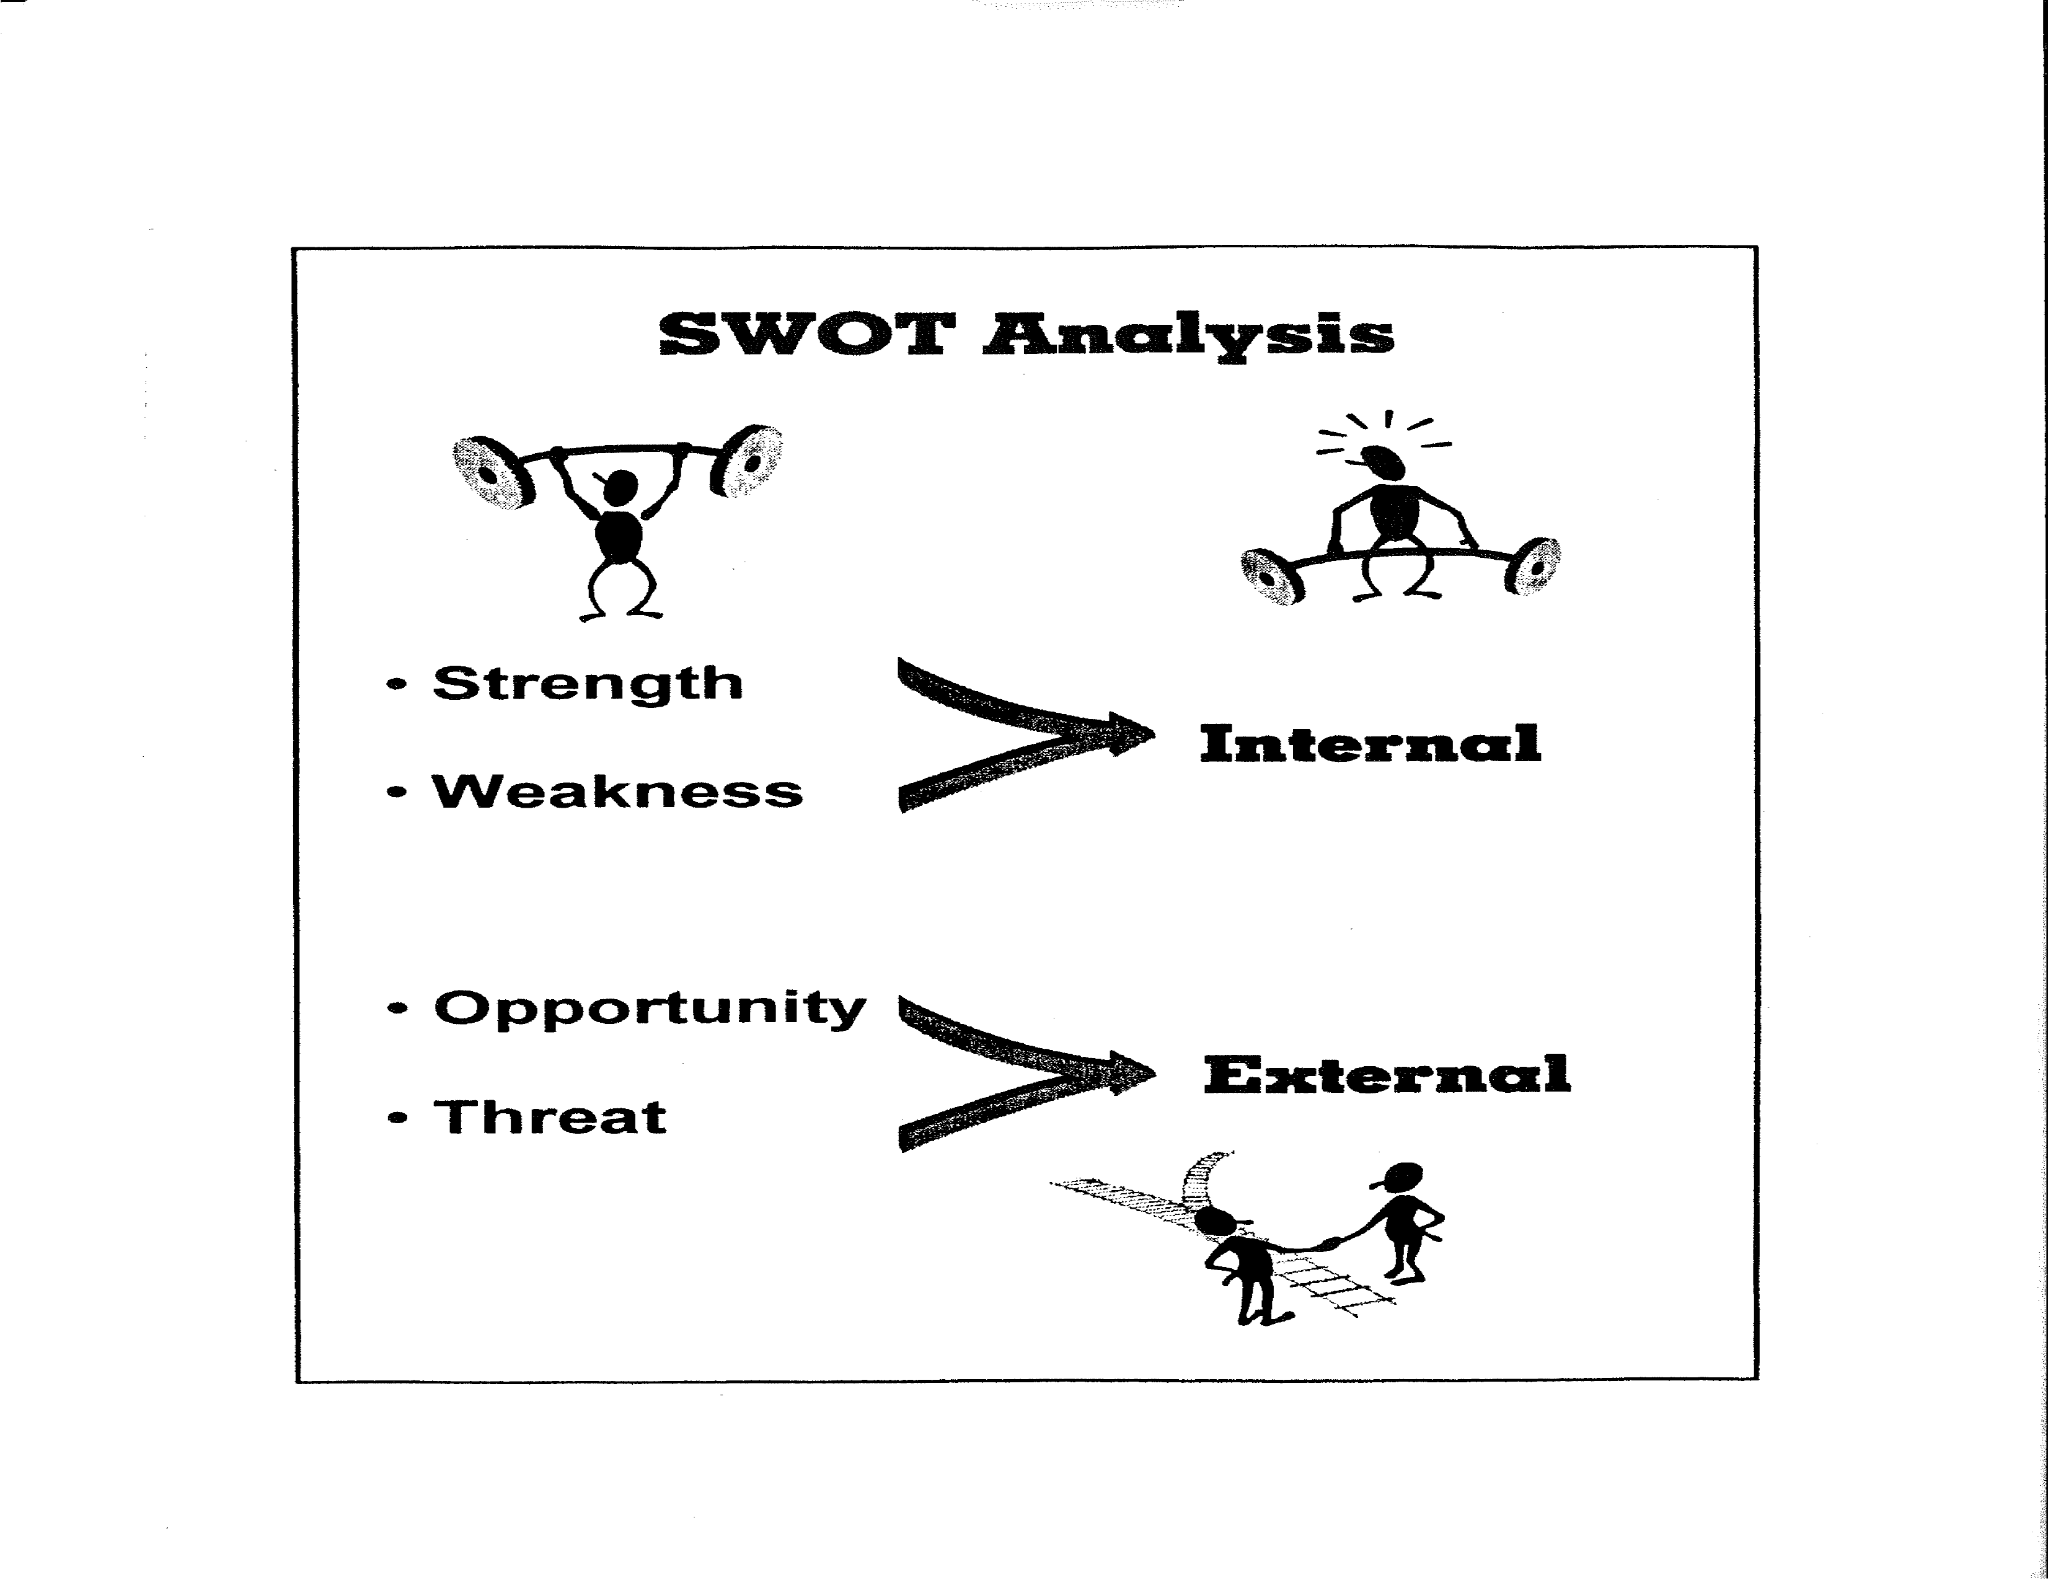 SWOT Analysis
• Strength
• Weakness
Internal
• Opportunity
• Threat
External